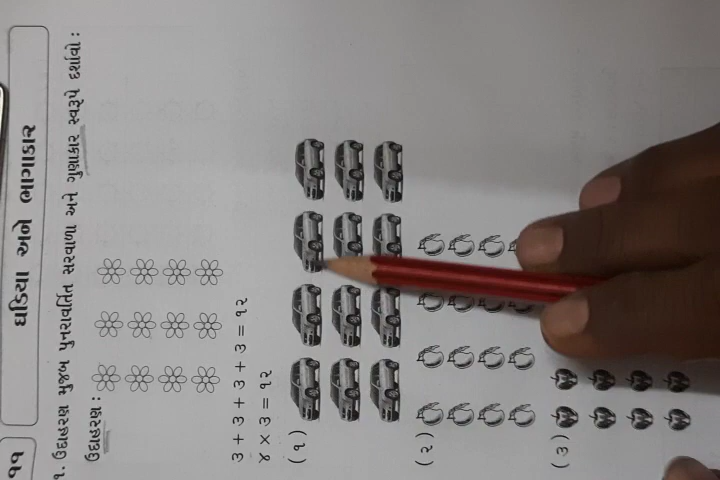 ૧૧
ઘડિયા અને ભાગાકાર
૧. ઉદાહરણ મુજબ પુનરાવર્તિત સરવાળા અને ગુણાકાર સ્વરૂપે દર્શાવો :
ઉદાહરણ :
૩ + ૩ + ૩ + ૩ = ૧૨
૪ × ૩ = ૧૨
(૧)
(૨)
(૩)